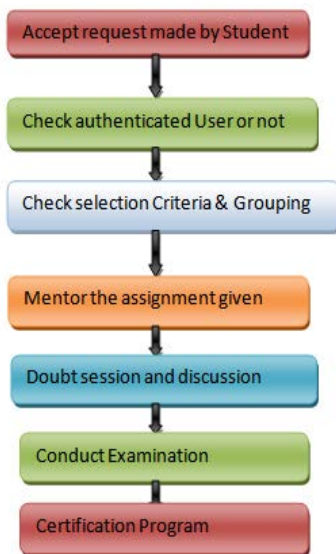 Accept request made by Student
Check authenticated User or not
Check selection Criteria & Grouping
Mentor the assignment given
Doubt session and discussion
Conduct Examination
Certification Program